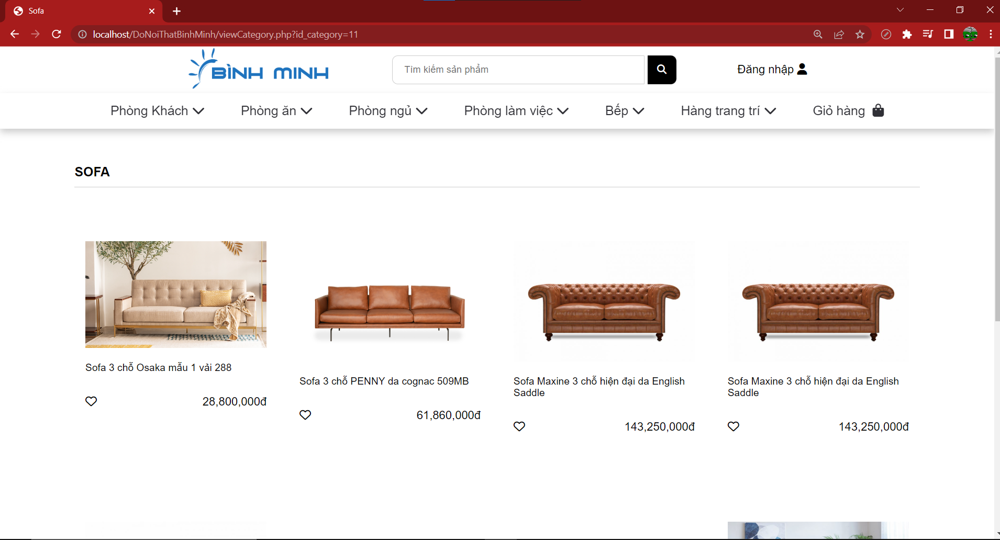 Sofa
localhost/DoNoiThatBinhMinh/viewCategory.php?id_category=11
BÌNH MINH
Tìm kiếm sản phẩm
Đăng nhập
Phòng Khách
Phòng ăn
Phòng ngủ
Phòng làm việc
Bếp
Hàng trang trí
Giỏ hàng
SOFA
Sofa 3 chỗ Osaka mẫu 1 vải 288
28,800,000đ
Sofa 3 chỗ PENNY da cognac 509MB
61,860,000đ
Sofa Maxine 3 chỗ hiện đại da English
Saddle
143,250,000đ
Sofa Maxine 3 chỗ hiện đại da English
Saddle
143,250,000đ